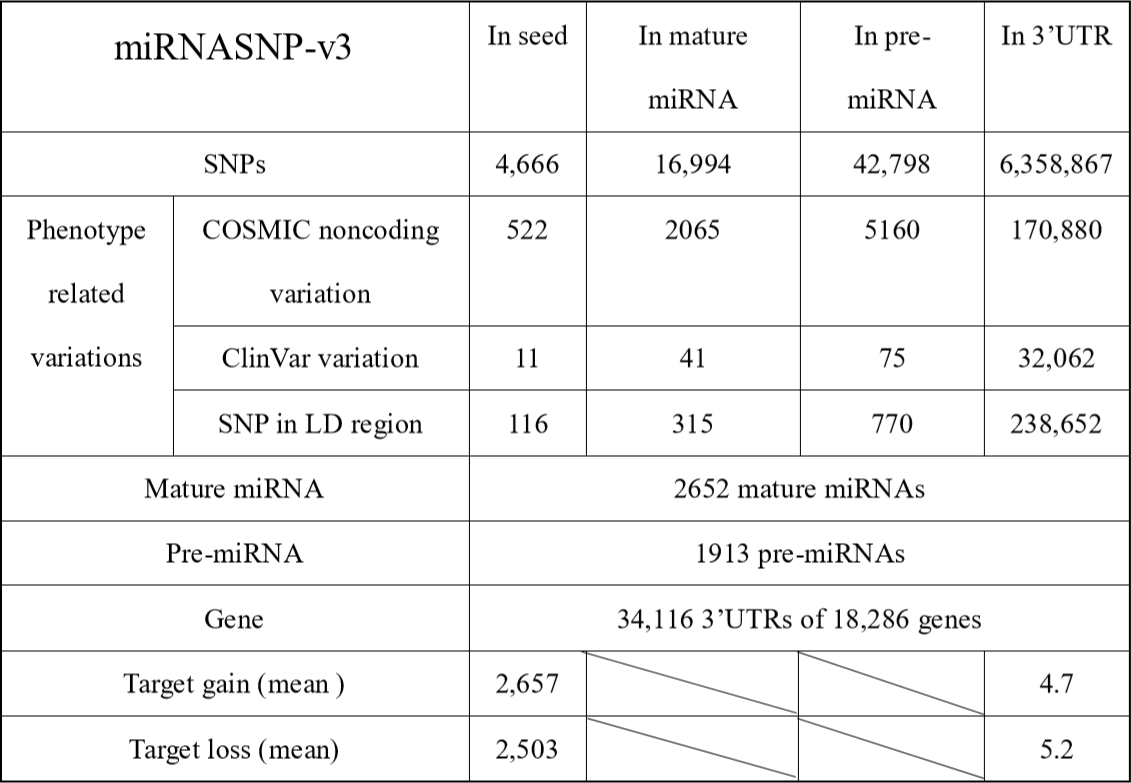 miRNASNP-v3 In seed In mature miRNA In pre-miRNA In 3’UTR
SNPs 4,666 16,994 42,798 6,358,867
Phenotype related variations COSMIC noncoding variation 522 2065 5160 170,880
ClinVar variation 11 41 75 32,062
SNP in LD region 116 315 770 238,652
Mature miRNA 2652 mature miRNAs
Pre-miRNA 1913 pre-miRNAs
Gene 34,116 3’UTRs of 18,286 genes
Target gain (mean ) 2,657 4.7
Target loss (mean) 2,503 5.2